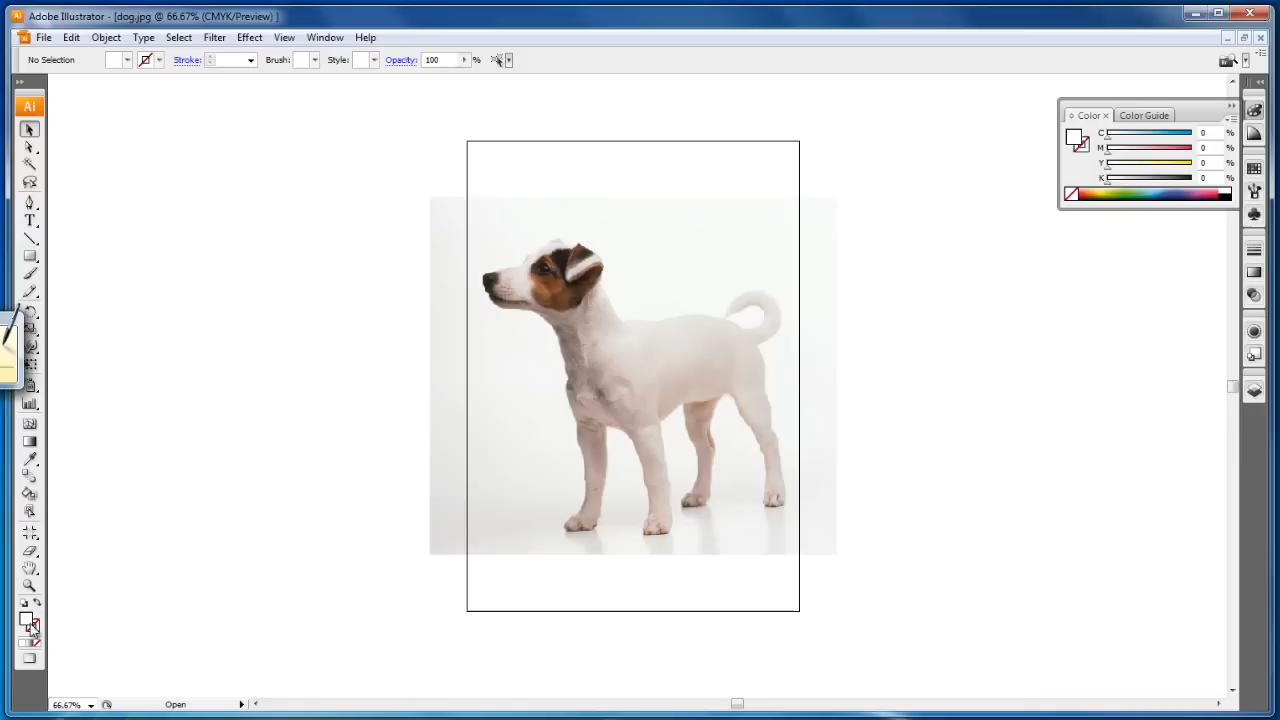 Adobe Illustrator - [dog.jpg @ 66.67% (CMYK/Preview) ]
File Edit Object Type Select Filter Effect View Window Help
No Selection Stroke: Brush: Style: Opacity: 100 %
Ai
Color Color Guide
C 0 %
M 0 %
Y 0 %
K 0 %
T
66.67% Open